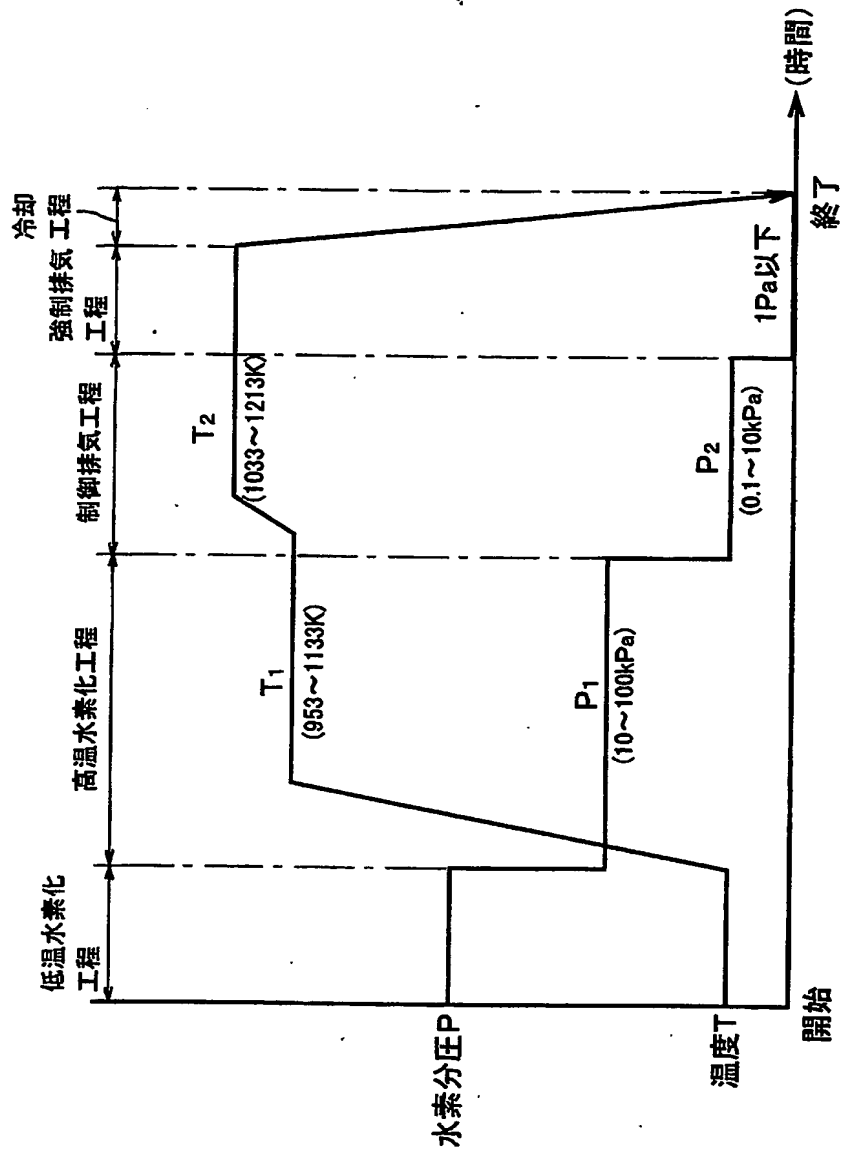 低温水素化
工程
高温水素化工程
制御排気工程
強制排気
工程
冷却
工程
水素分圧P
温度T
T1
(953〜1133K)
T2
(1033〜1213K)
P1
(10〜100kPa)
P2
(0.1〜10kPa)
1Pa以下
開始
終了
(時間)